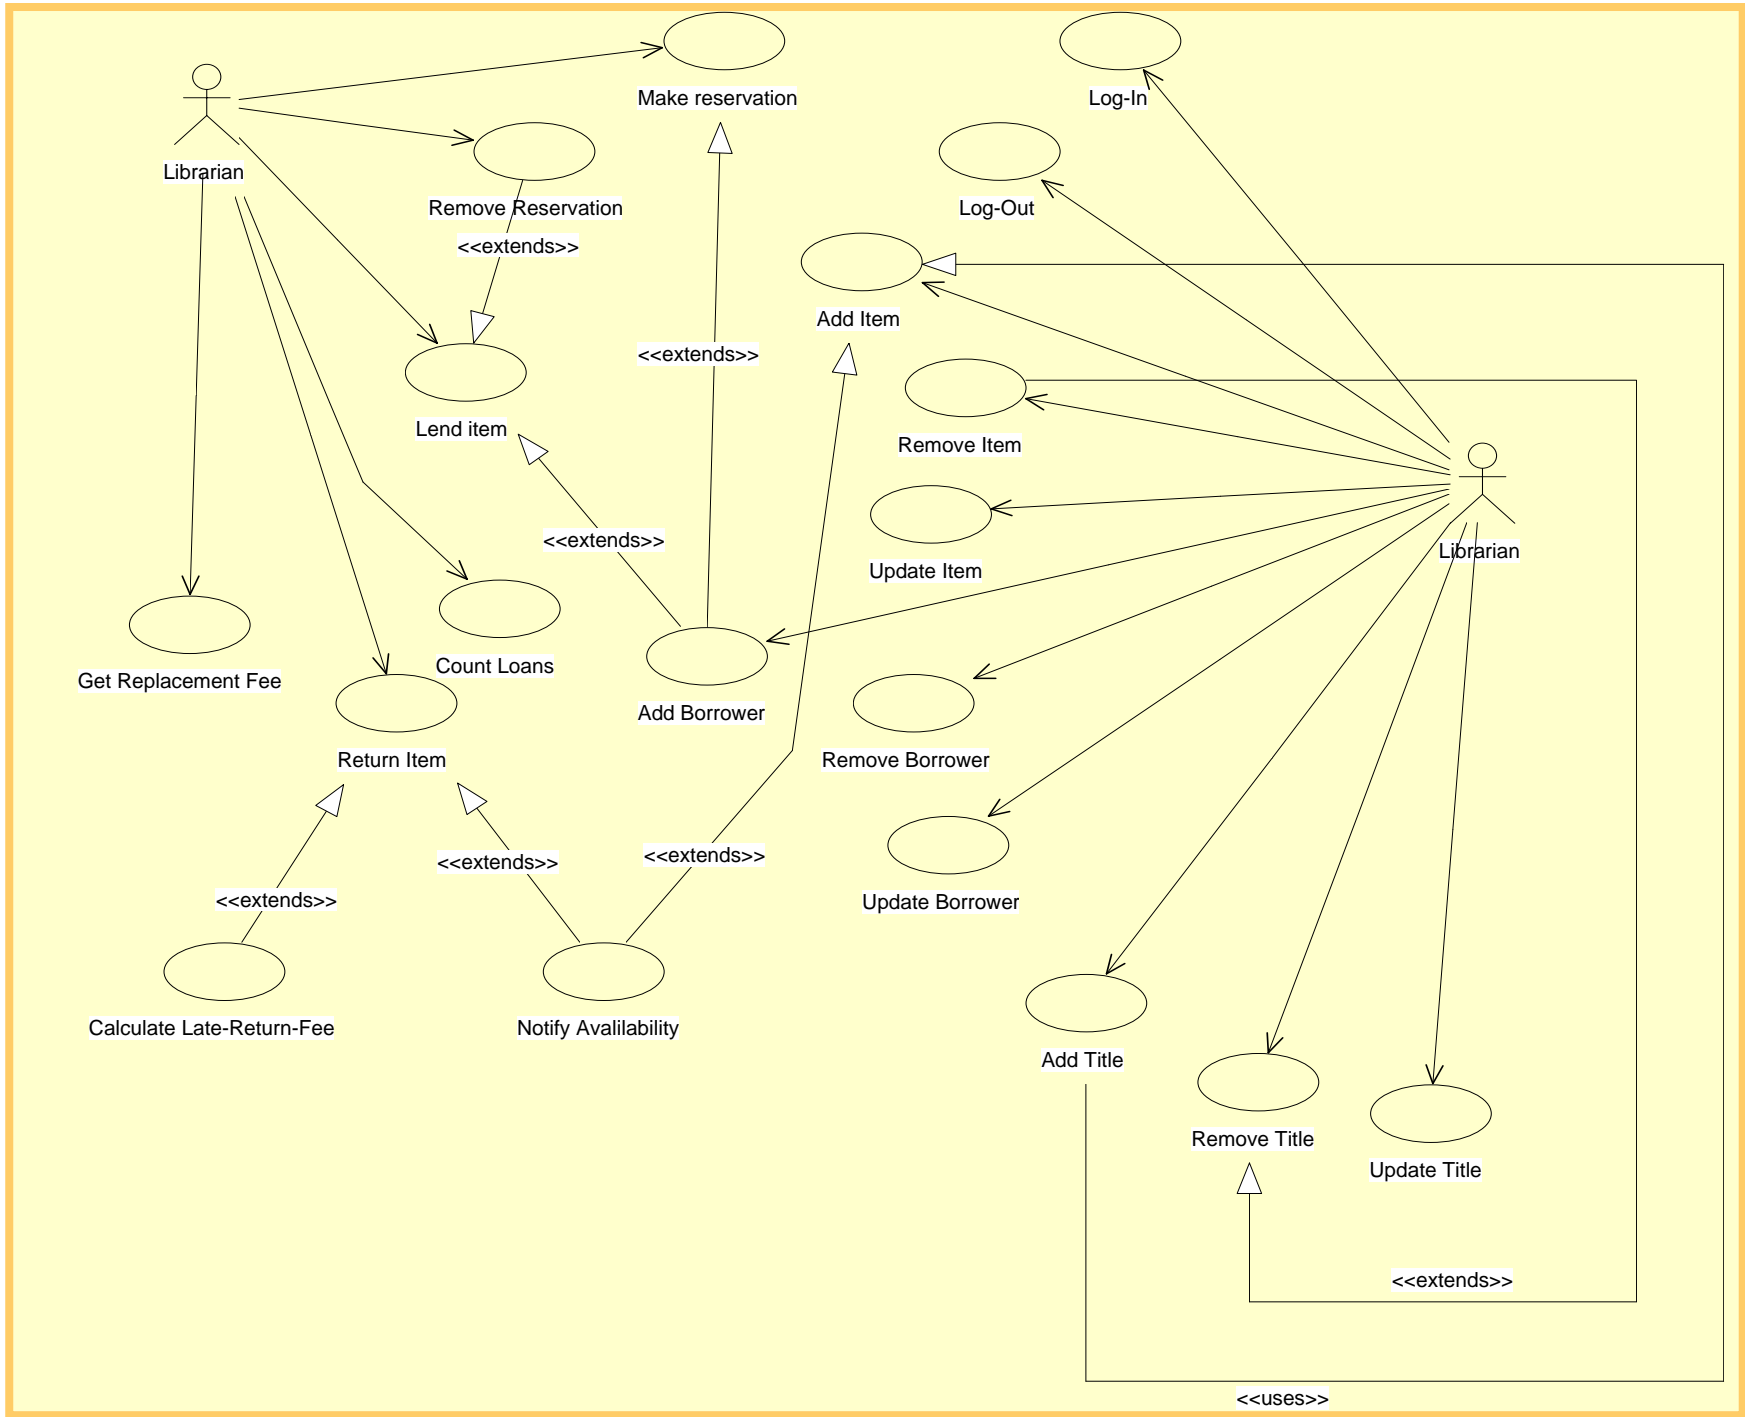 Make reservation
Log-In
Librarian
Remove Reservation
Log-Out
<<extends>>
Add Item
<<extends>>
Lend item
Remove Item
<<extends>>
Librarian
Update Item
Count Loans
Get Replacement Fee
Add Borrower
Return Item
Remove Borrower
<<extends>>
<<extends>>
<<extends>>
Update Borrower
Calculate Late-Return-Fee
Notify Avalilability
Add Title
Remove Title
Update Title
<<extends>>
<<uses>>